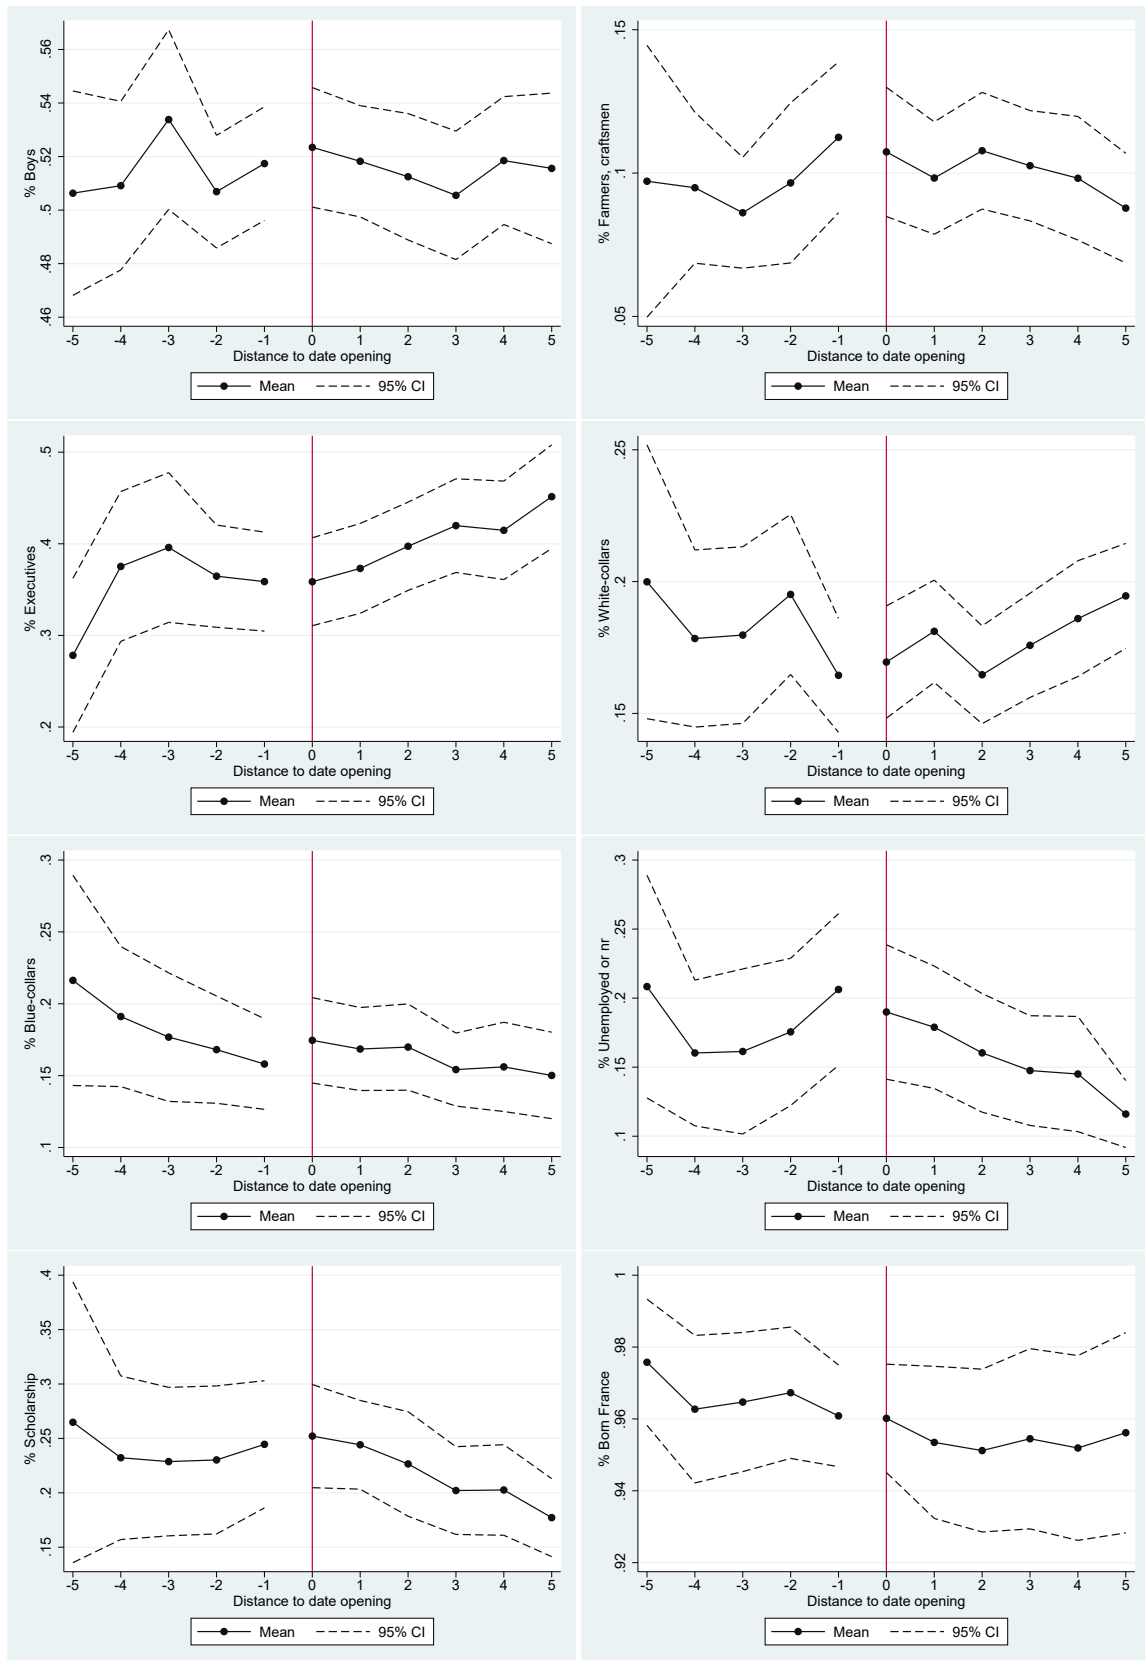 % Boys
.46 .48 .5 .52 .54 .56
-5 -4 -3 -2 -1 0 1 2 3 4 5
Distance to date opening
Mean 95% CI
% Farmers, craftsmen
.05 .1 .15
-5 -4 -3 -2 -1 0 1 2 3 4 5
Distance to date opening
Mean 95% CI
% Executives
.2 .3 .4 .5
-5 -4 -3 -2 -1 0 1 2 3 4 5
Distance to date opening
Mean 95% CI
% White-collars
.15 .2 .25
-5 -4 -3 -2 -1 0 1 2 3 4 5
Distance to date opening
Mean 95% CI
% Blue-collars
.1 .15 .2 .25 .3
-5 -4 -3 -2 -1 0 1 2 3 4 5
Distance to date opening
Mean 95% CI
% Unemployed or nr
.1 .15 .2 .25 .3
-5 -4 -3 -2 -1 0 1 2 3 4 5
Distance to date opening
Mean 95% CI
% Scholarship
.15 .2 .25 .3 .35 .4
-5 -4 -3 -2 -1 0 1 2 3 4 5
Distance to date opening
Mean 95% CI
% Born France
.92 .94 .96 .98 1
-5 -4 -3 -2 -1 0 1 2 3 4 5
Distance to date opening
Mean 95% CI